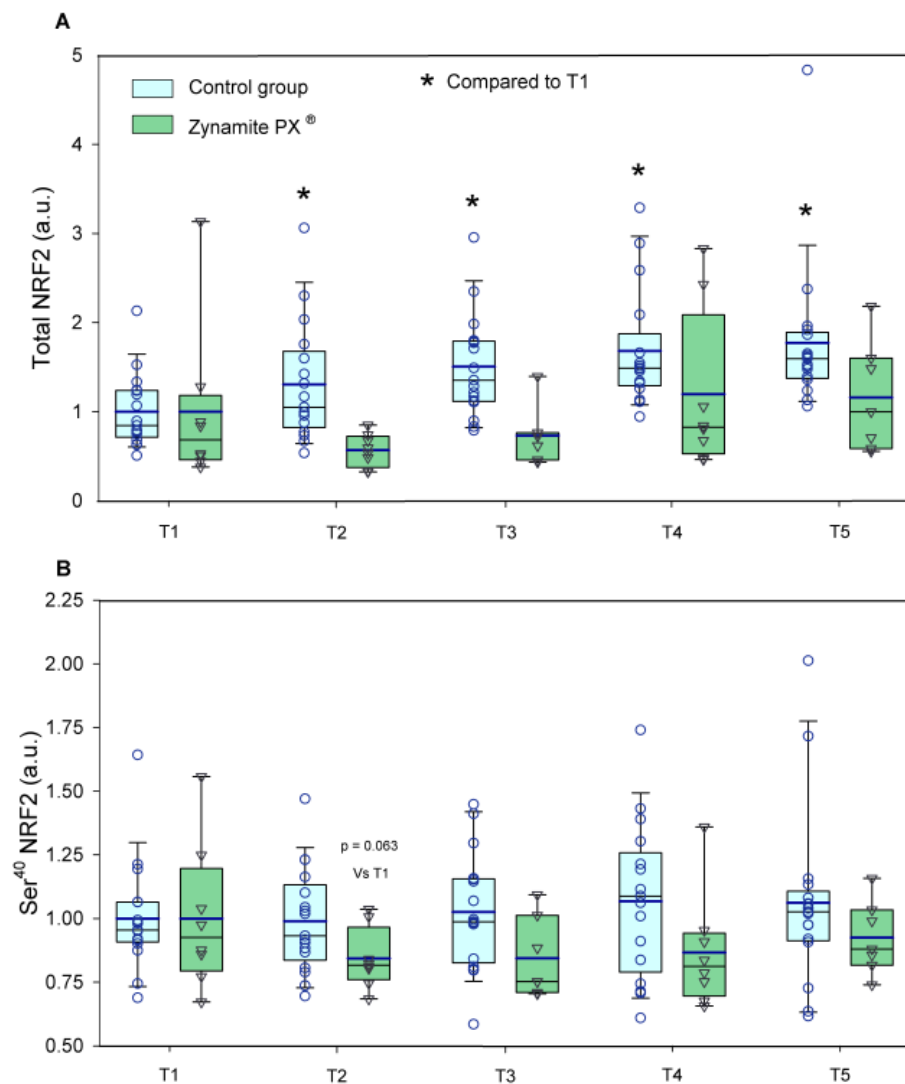 A
5
4
3
2
1
0
Total NRF2 (a.u.)
Control group
Zynamite PX ®
* Compared to T1
*
*
*
*
T1 T2 T3 T4 T5
B
2.25
2.00
1.75
1.50
1.25
1.00
0.75
0.50
Ser⁴⁰ NRF2 (a.u.)
p = 0.063
Vs T1
T1 T2 T3 T4 T5